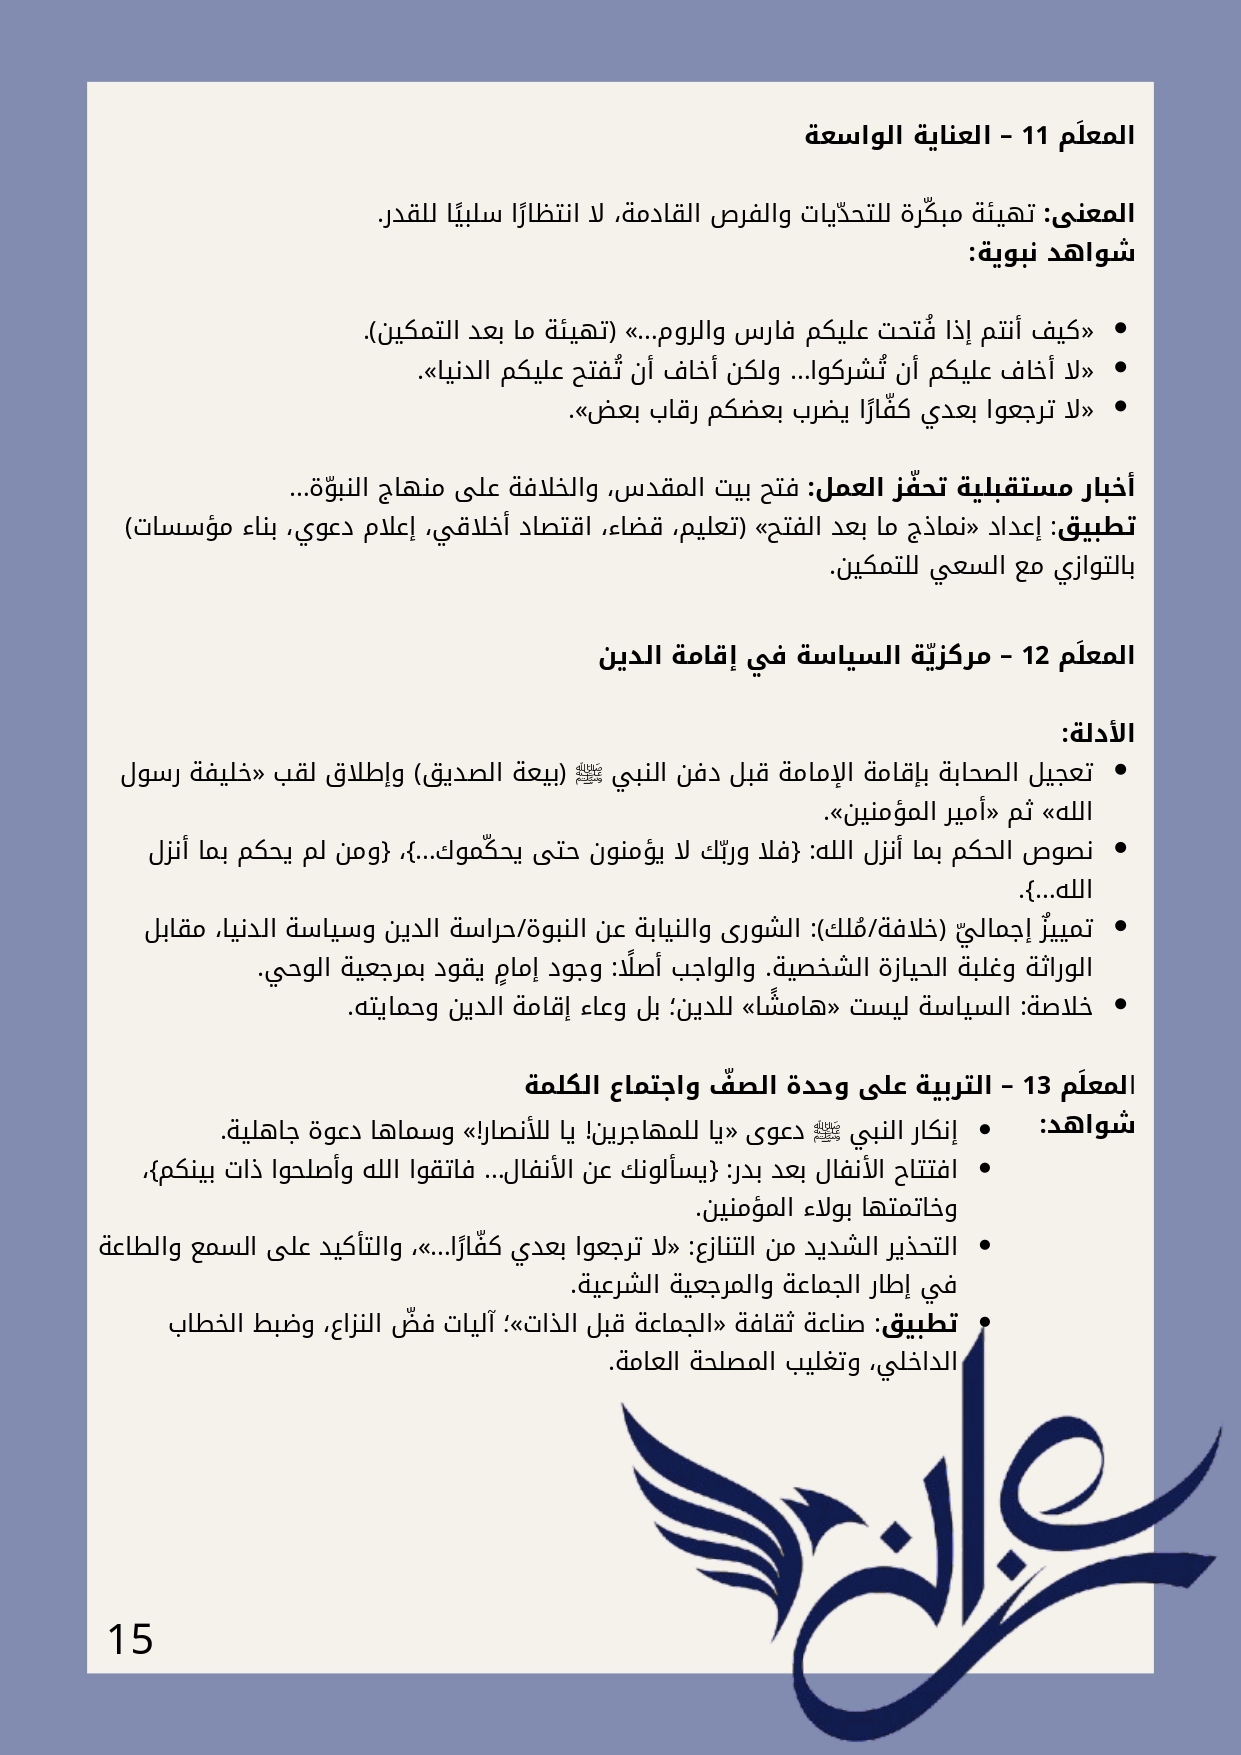 المعلَم 11 – العناية الواسعة
المعنى: تهيئة مبكّرة للتحدّيات والفرص القادمة، لا انتظارًا سلبيًا للقدر.
شواهد نبوية:
• «كيف أنتم إذا فُتحت عليكم فارس والروم…» (تهيئة ما بعد التمكين).
• «لا أخاف عليكم أن تُشركوا… ولكن أخاف أن تُفتح عليكم الدنيا».
• «لا ترجعوا بعدي كفّارًا يضرب بعضكم رقاب بعض».
أخبار مستقبلية تحفّز العمل: فتح بيت المقدس، والخلافة على منهاج النبوّة…
تطبيق: إعداد «نماذج ما بعد الفتح» (تعليم، قضاء، اقتصاد أخلاقي، إعلام دعوي، بناء مؤسسات)
بالتوازي مع السعي للتمكين.
المعلَم 12 – مركزيّة السياسة في إقامة الدين
الأدلة:
• تعجيل الصحابة بإقامة الإمامة قبل دفن النبي ﷺ (بيعة الصديق) وإطلاق لقب «خليفة رسول
الله» ثم «أمير المؤمنين».
• نصوص الحكم بما أنزل الله: {فلا وربّك لا يؤمنون حتى يحكّموك…}، {ومن لم يحكم بما أنزل
الله…}.
• تمييزٌ إجماليّ (خلافة/مُلك): الشورى والنيابة عن النبوة/حراسة الدين وسياسة الدنيا، مقابل
الوراثة وغلبة الحيازة الشخصية. والواجب أصلًا: وجود إمامٍ يقود بمرجعية الوحي.
• خلاصة: السياسة ليست «هامشًا» للدين؛ بل وعاء إقامة الدين وحمايته.
المعلَم 13 – التربية على وحدة الصفّ واجتماع الكلمة
شواهد:
• إنكار النبي ﷺ دعوى «يا للمهاجرين! يا للأنصار!» وسماها دعوة جاهلية.
• افتتاح الأنفال بعد بدر: {يسألونك عن الأنفال… فاتقوا الله وأصلحوا ذات بينكم}،
وخاتمتها بولاء المؤمنين.
• التحذير الشديد من التنازع: «لا ترجعوا بعدي كفّارًا…»، والتأكيد على السمع والطاعة
في إطار الجماعة والمرجعية الشرعية.
• تطبيق: صناعة ثقافة «الجماعة قبل الذات»؛ آليات فضّ النزاع، وضبط الخطاب
الداخلي، وتغليب المصلحة العامة.
15